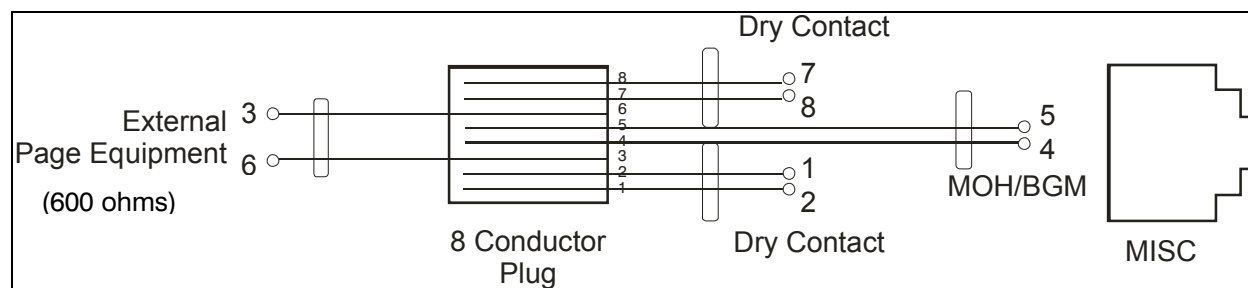 Dry Contact
8
7
6
5
4
3
2
1
7
8
3
External
Page Equipment
6
(600 ohms)
5
4
MOH/BGM
1
2
Dry Contact
8 Conductor
Plug
MISC